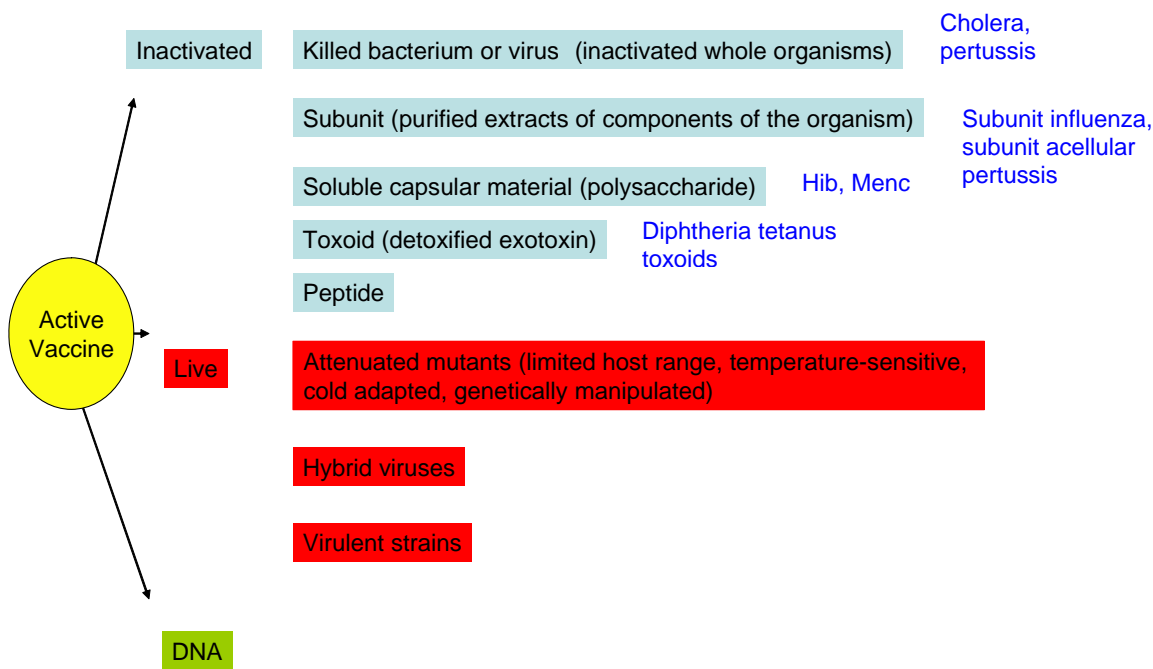 Inactivated
Killed bacterium or virus (inactivated whole organisms)
Cholera,
pertussis
Subunit (purified extracts of components of the organism)
Subunit influenza,
subunit acellular
pertussis
Soluble capsular material (polysaccharide)
Hib, Menc
Toxoid (detoxified exotoxin)
Diphtheria tetanus
toxoids
Peptide
Active
Vaccine
Live
Attenuated mutants (limited host range, temperature-sensitive,
cold adapted, genetically manipulated)
Hybrid viruses
Virulent strains
DNA